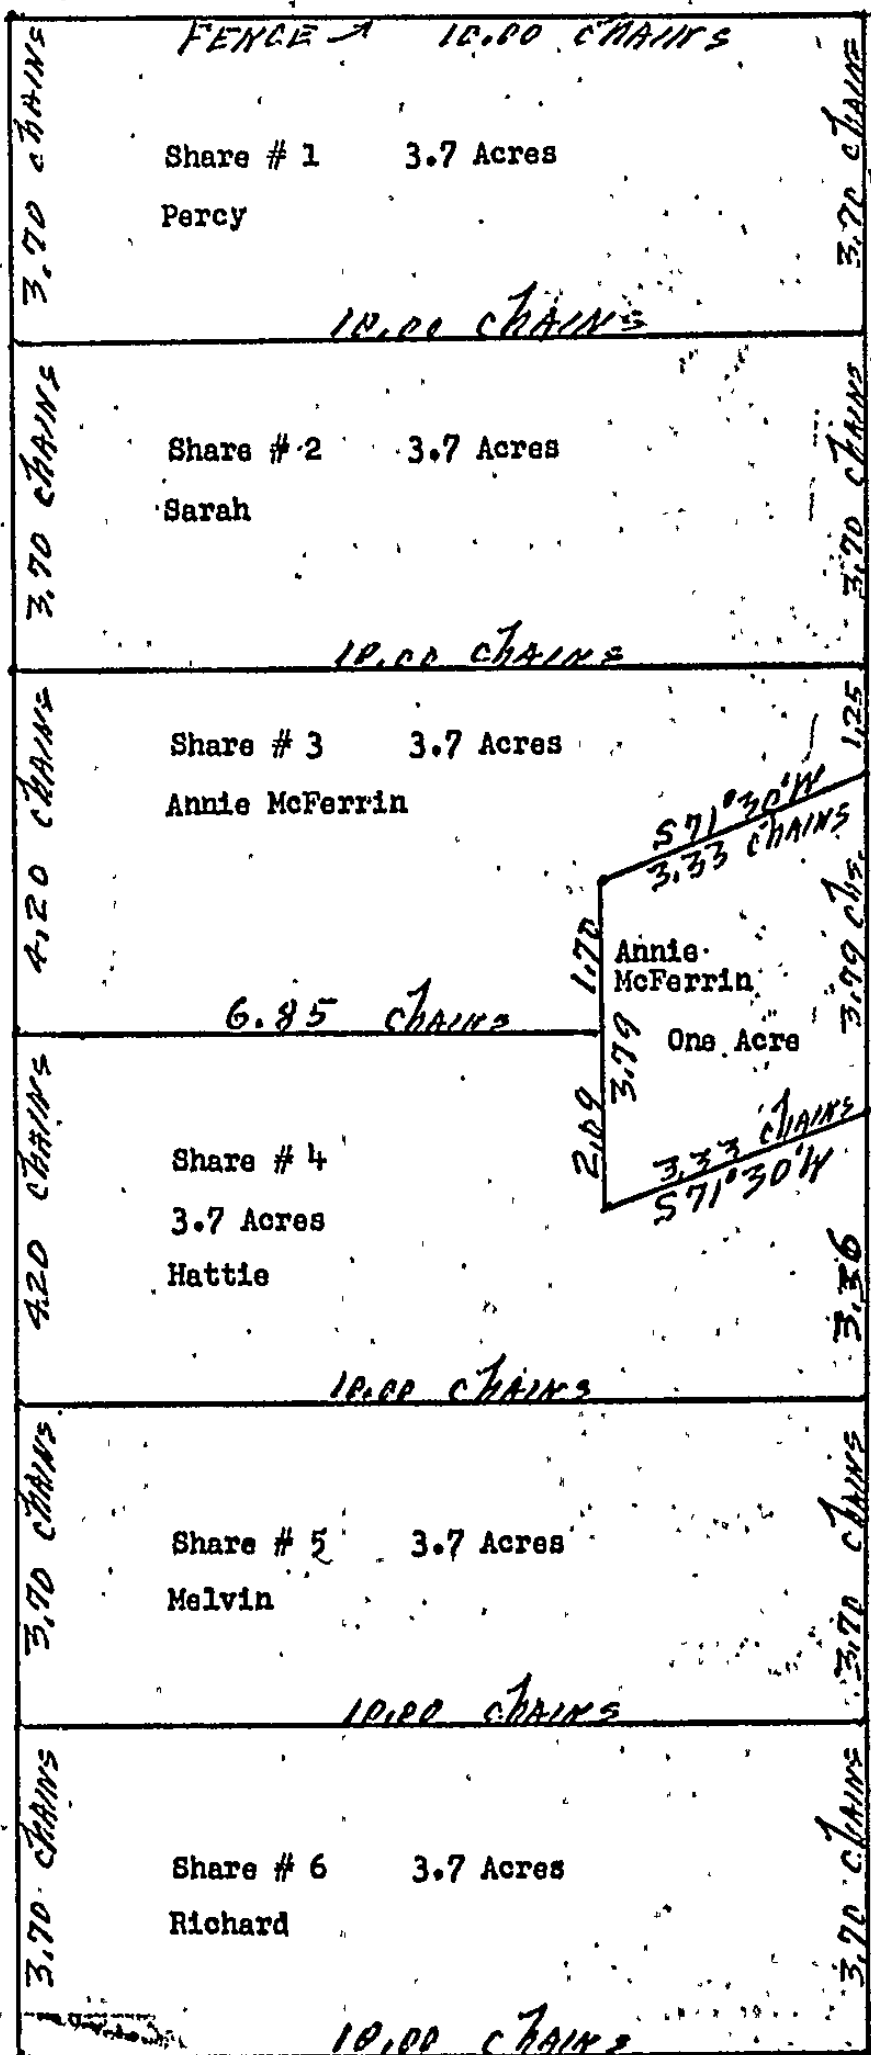 FENCE → 10.00 CHAINS
3.70 CHAINS
3.70 CHAINS
Share # 1 3.7 Acres
Percy
10.00 CHAINS
3.70 CHAINS
3.70 CHAINS
Share # 2 3.7 Acres
Sarah
10.00 CHAINS
4.20 CHAINS
1.25
Share # 3 3.7 Acres
Annie McFerrin
S 71°30'W
3.33 CHAINS
3.79 chs.
1.70
Annie
McFerrin
One Acre
3.79
6.85 CHAINS
4.20 CHAINS
2.09
3.33 CHAINS
S 71°30'W
Share # 4
3.7 Acres
Hattie
3.36
10.00 CHAINS
3.70 CHAINS
3.70 CHAINS
Share # 5 3.7 Acres
Melvin
10.00 CHAINS
3.70 CHAINS
3.70 CHAINS
Share # 6 3.7 Acres
Richard
10.00 CHAINS